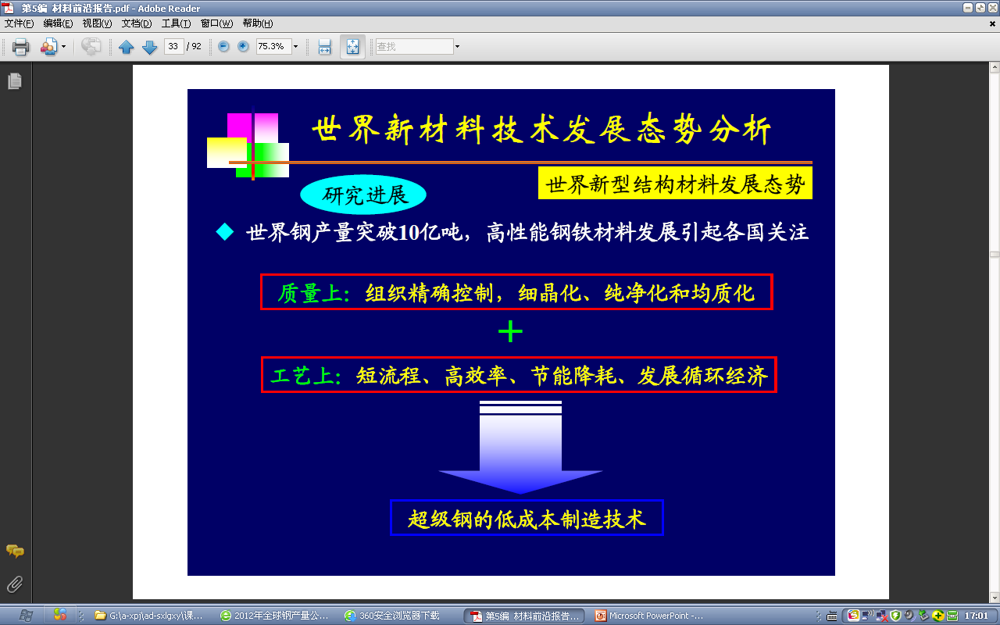 第5编 材料前沿报告.pdf - Adobe Reader
文件(F) 编辑(E) 视图(V) 文档(D) 工具(T) 窗口(W) 帮助(H)
33 / 92 75.3% 查找
世界新材料技术发展态势分析
世界新型结构材料发展态势
研究进展
世界钢产量突破10亿吨，高性能钢铁材料发展引起各国关注
质量上：组织精确控制，细晶化、纯净化和均质化
+
工艺上：短流程、高效率、节能降耗、发展循环经济
超级钢的低成本制造技术
G:\a-xpj\ad-sxlgxy\课... 2012年全球钢产量公... 360安全浏览器下载 第5编 材料前沿报告... Microsoft PowerPoint -... 17:01